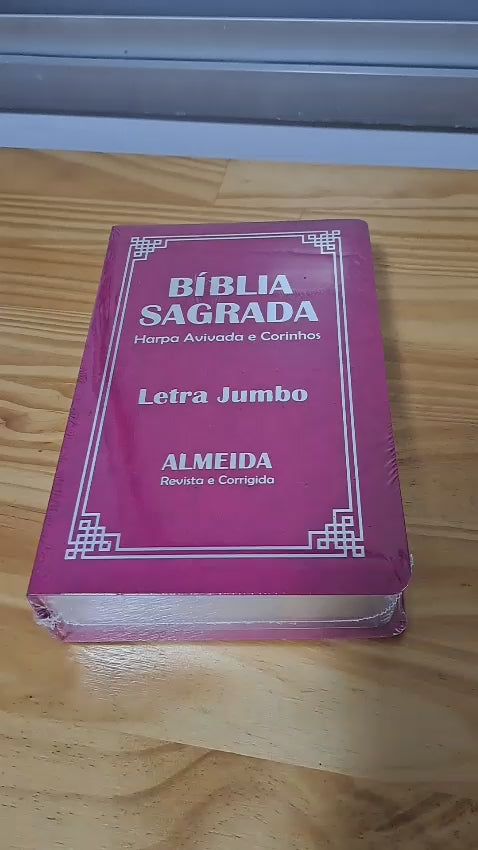 BÍBLIA
SAGRADA
Harpa Avivada e Corinhos
Letra Jumbo
ALMEIDA
Revista e Corrigida